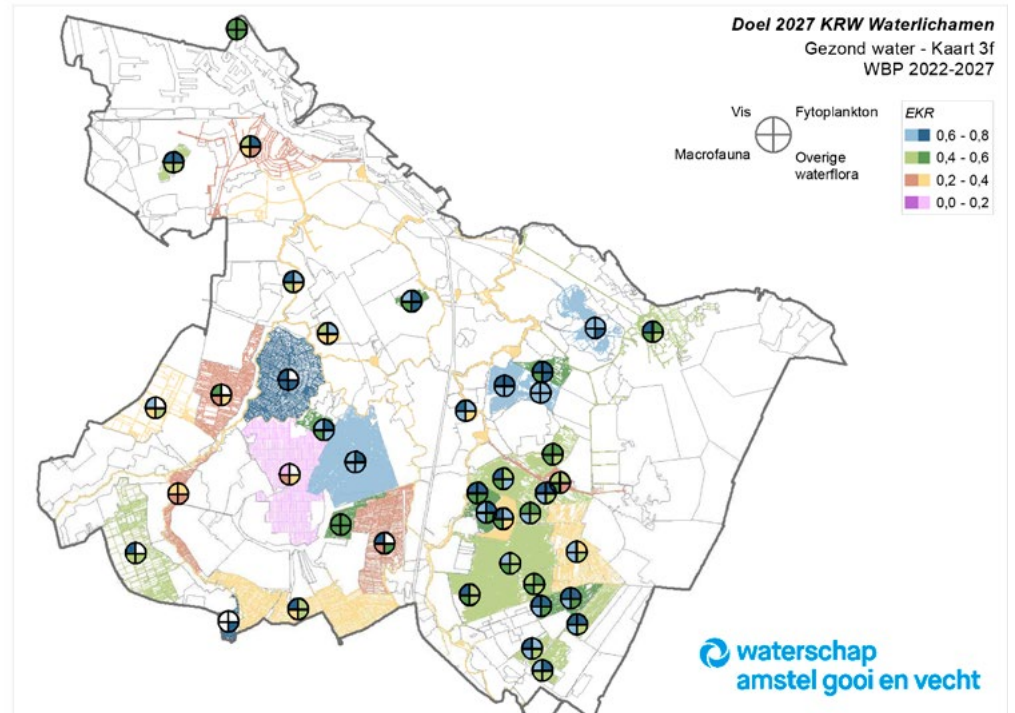 Doel 2027 KRW Waterlichamen
Gezond water - Kaart 3f
WBP 2022-2027
Vis
Fytoplankton
Macrofauna
Overige
waterflora
EKR
0,6 - 0,8
0,4 - 0,6
0,2 - 0,4
0,0 - 0,2
waterschap
amstel gooi en vecht